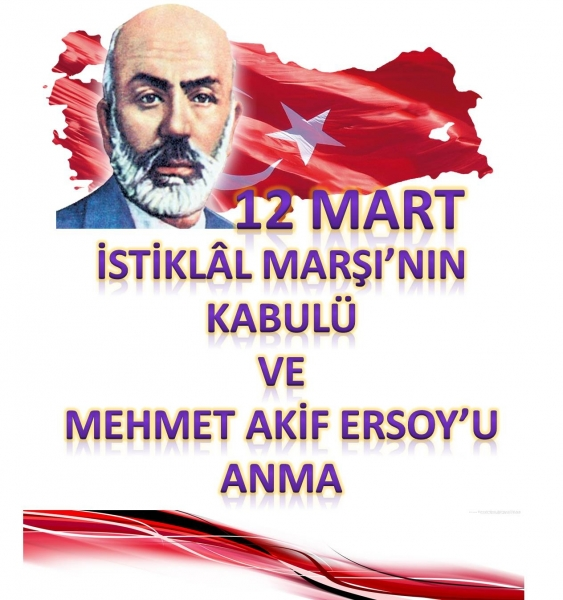 12 MART
İSTİKLÂL MARŞI’NIN
KABULÜ
VE
MEHMET AKİF ERSOY’U
ANMA